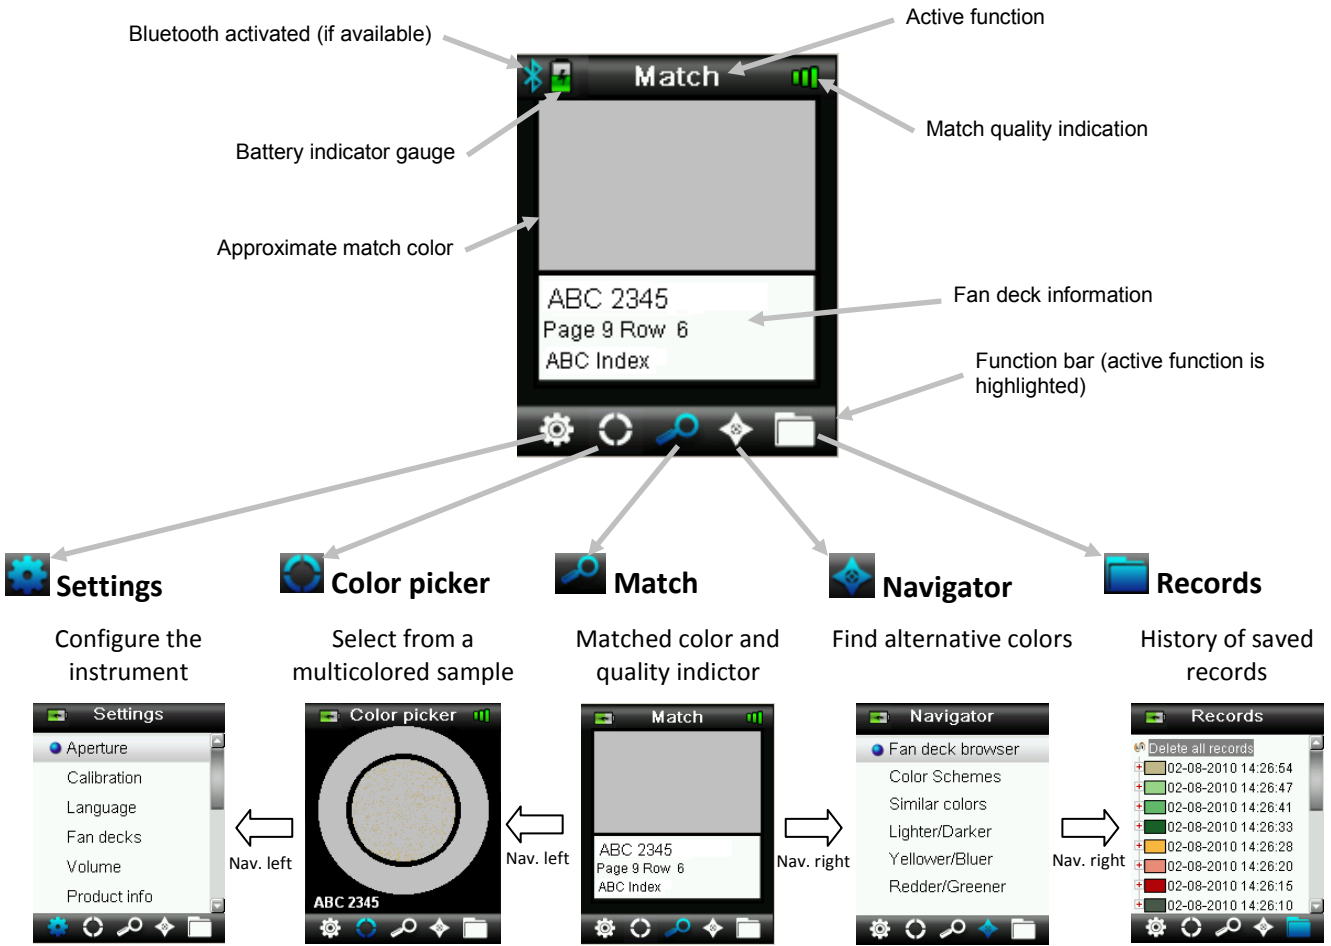 Active function
Bluetooth activated (if available)
Match
Match quality indication
Battery indicator gauge
Approximate match color
Fan deck information
ABC 2345
Page 9 Row 6
ABC Index
Function bar (active function is
highlighted)
Settings
Color picker
Match
Navigator
Records
Configure the
instrument
Select from a
multicolored sample
Matched color and
quality indictor
Find alternative colors
History of saved
records
Settings
Aperture
Calibration
Language
Fan decks
Volume
Product info
Nav. left
Color picker
ABC 2345
Nav. left
Match
ABC 2345
Page 9 Row 6
ABC Index
Nav. right
Navigator
Fan deck browser
Color Schemes
Similar colors
Lighter/Darker
Yellower/Bluer
Redder/Greener
Nav. right
Records
Delete all records
02-08-2010 14:26:54
02-08-2010 14:26:47
02-08-2010 14:26:41
02-08-2010 14:26:33
02-08-2010 14:26:28
02-08-2010 14:26:20
02-08-2010 14:26:15
02-08-2010 14:26:10